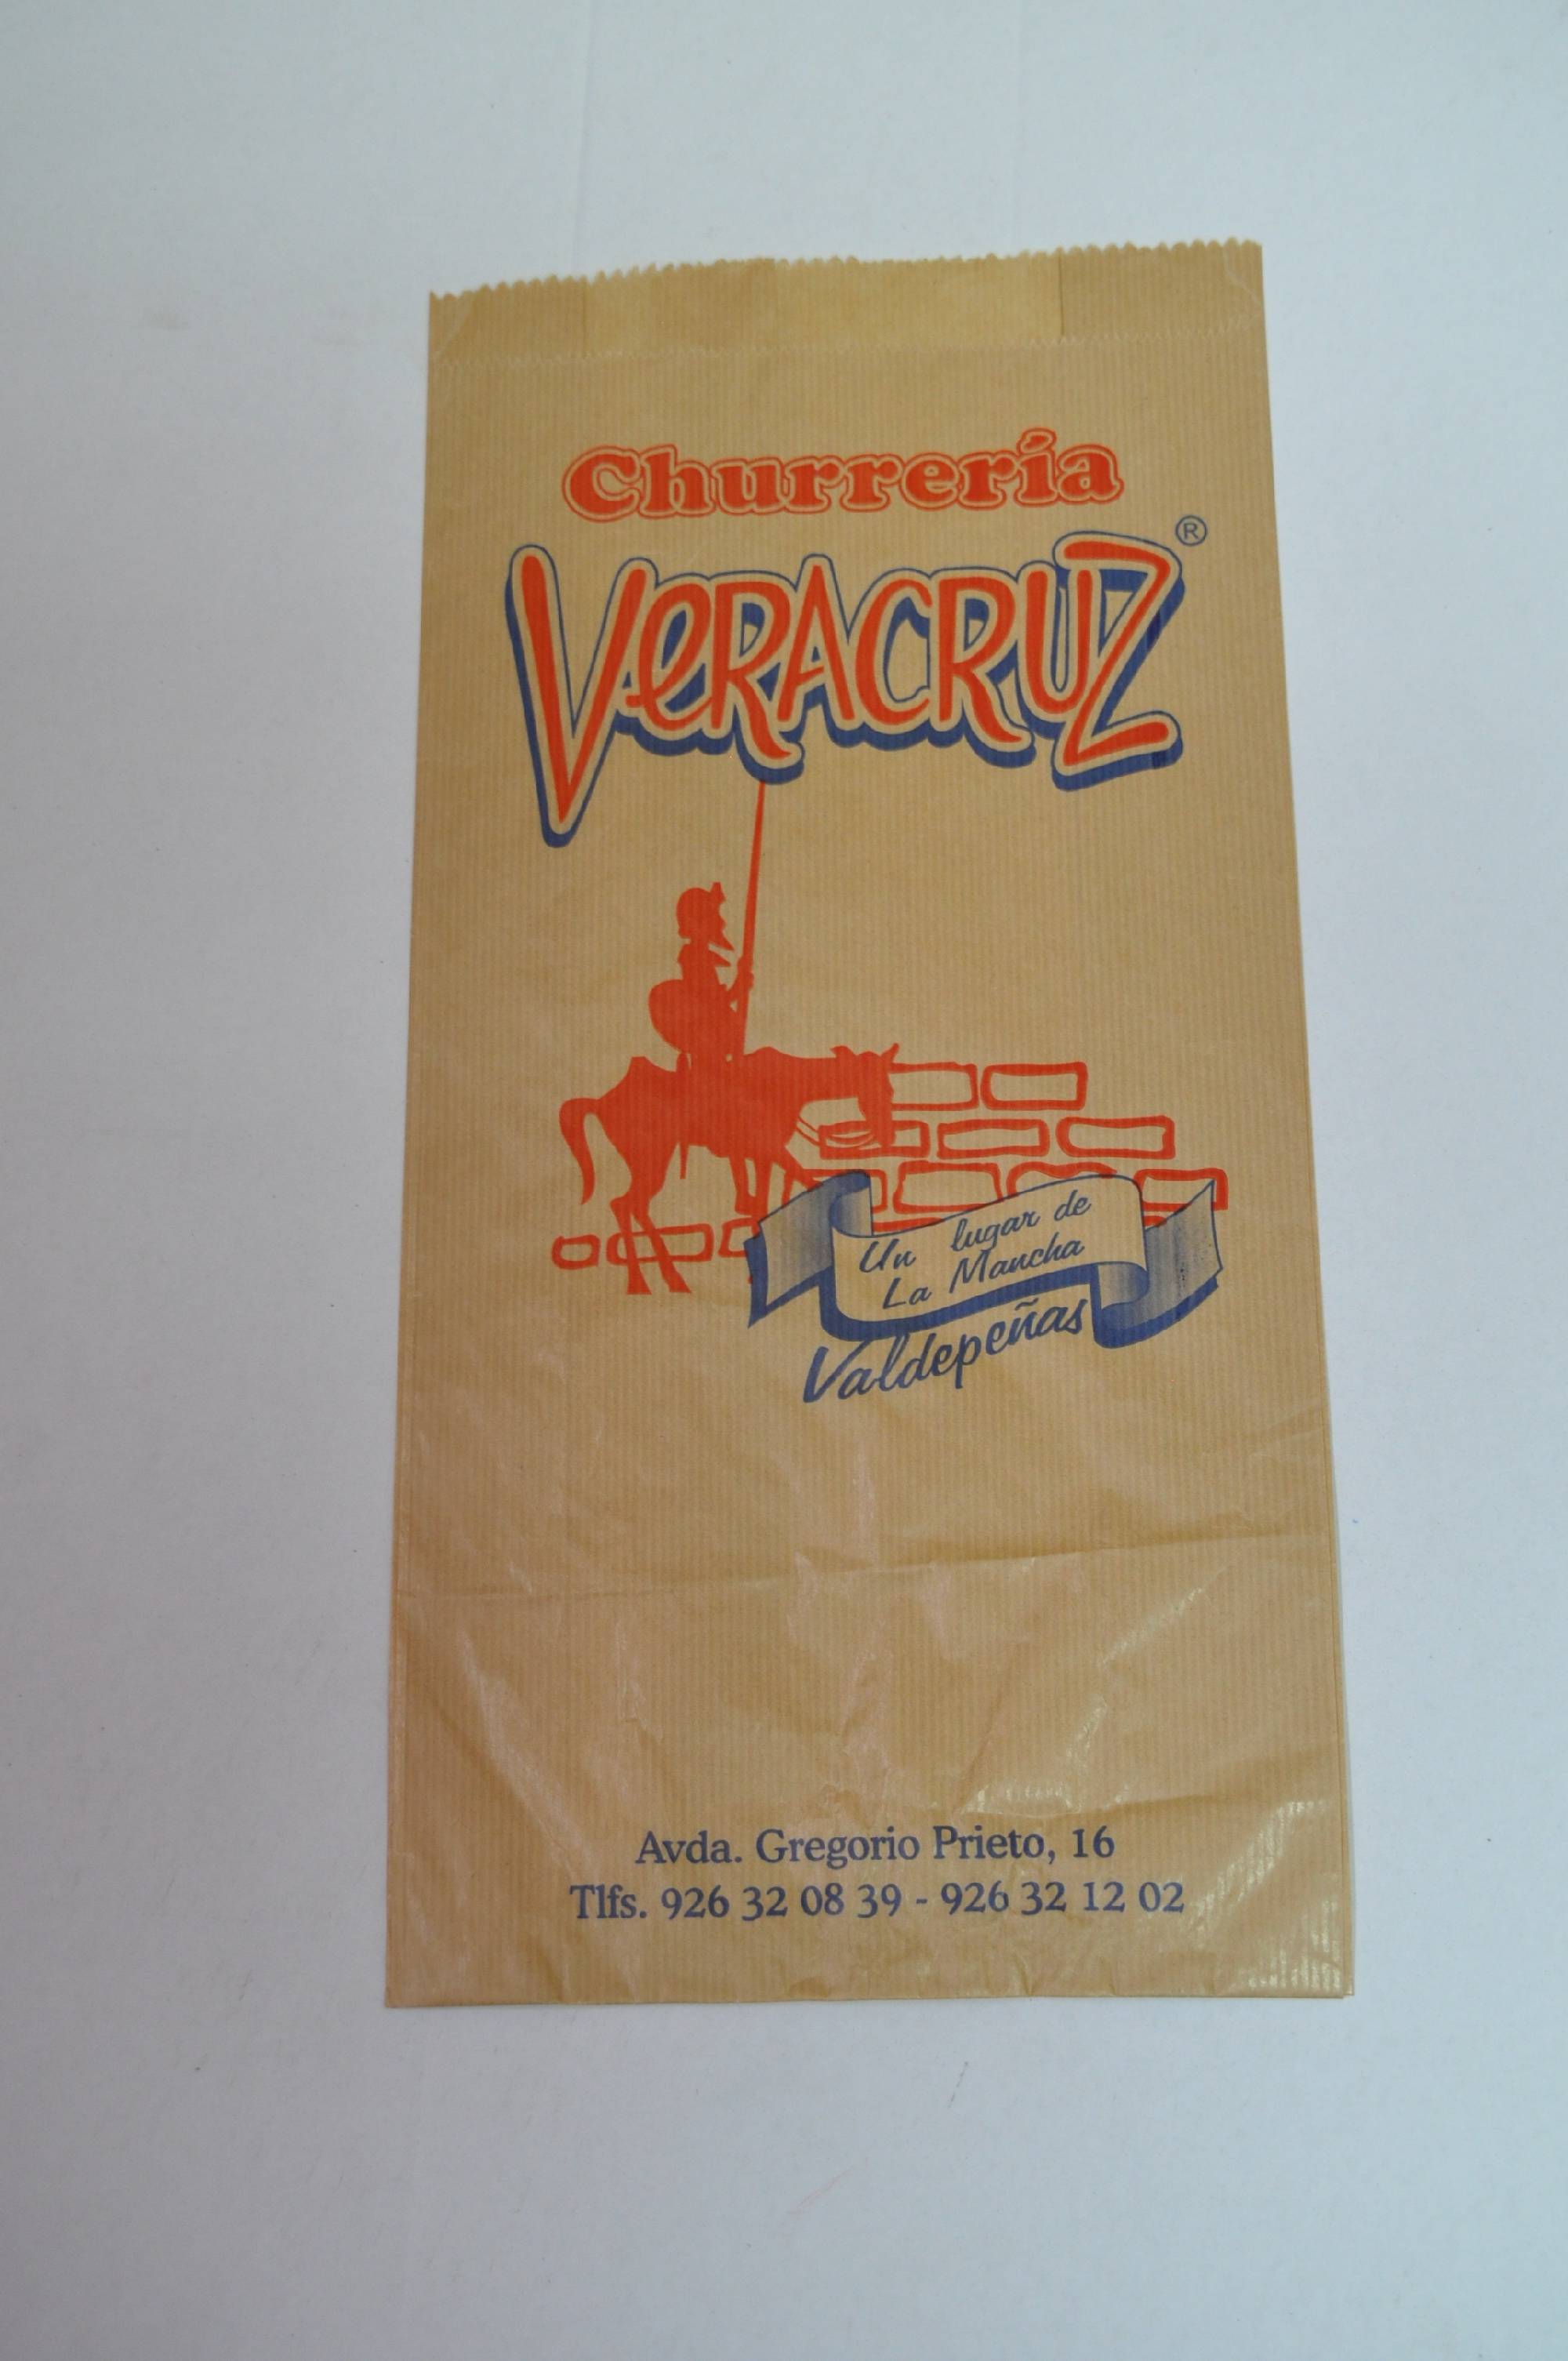 Churrería
VERACRUZ ®
Un lugar de
La Mancha
Valdepeñas
Avda. Gregorio Prieto, 16
Tlfs. 926 32 08 39 - 926 32 12 02